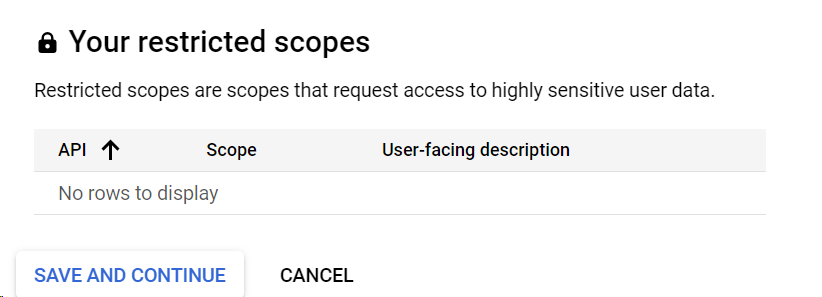 Your restricted scopes
Restricted scopes are scopes that request access to highly sensitive user data.
API Scope User-facing description
No rows to display
SAVE AND CONTINUE CANCEL